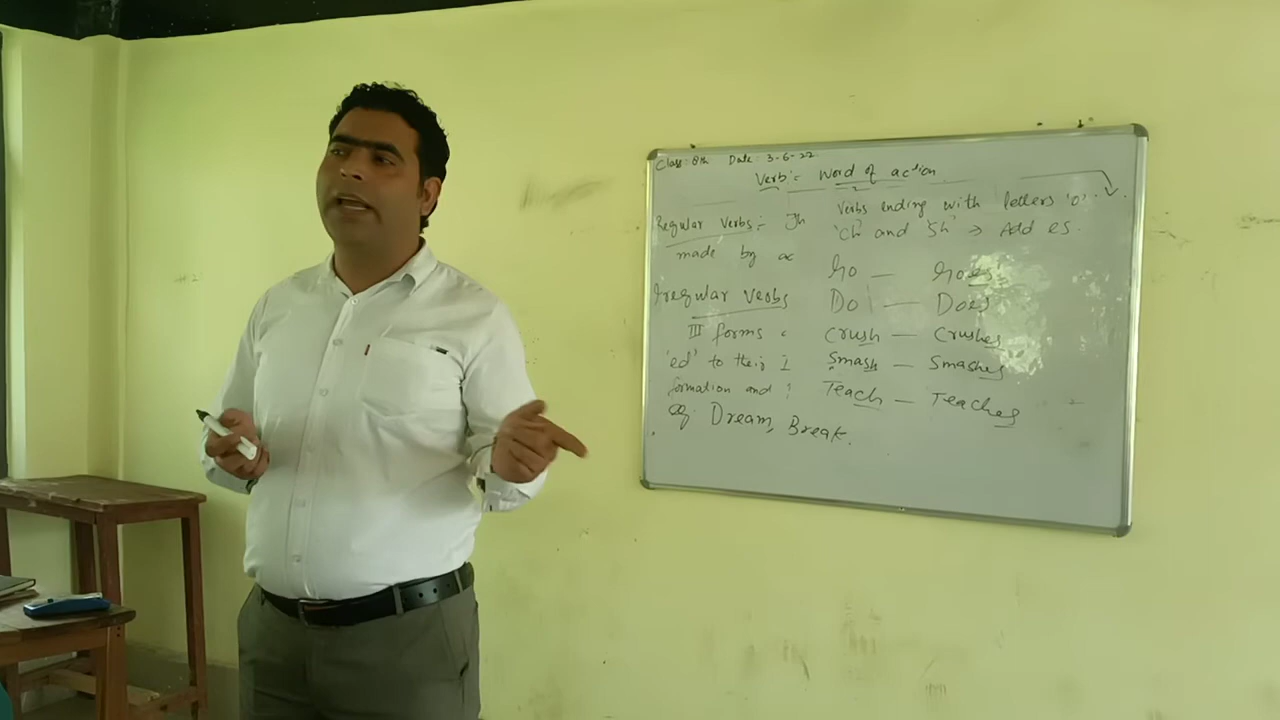 Class: 8th Date: 3-6-22
Verb:- Word of action
Regular Verbs:-
made by
Irregular Verbs
III forms
'ed' to their
formation and
eg: Dream, Break.
Verbs ending with letters 'o'
'ch' and 'sh' → Add es.
Go — Goes
Do — Does
Crush — Crushes
Smash — Smashes
Teach — Teaches